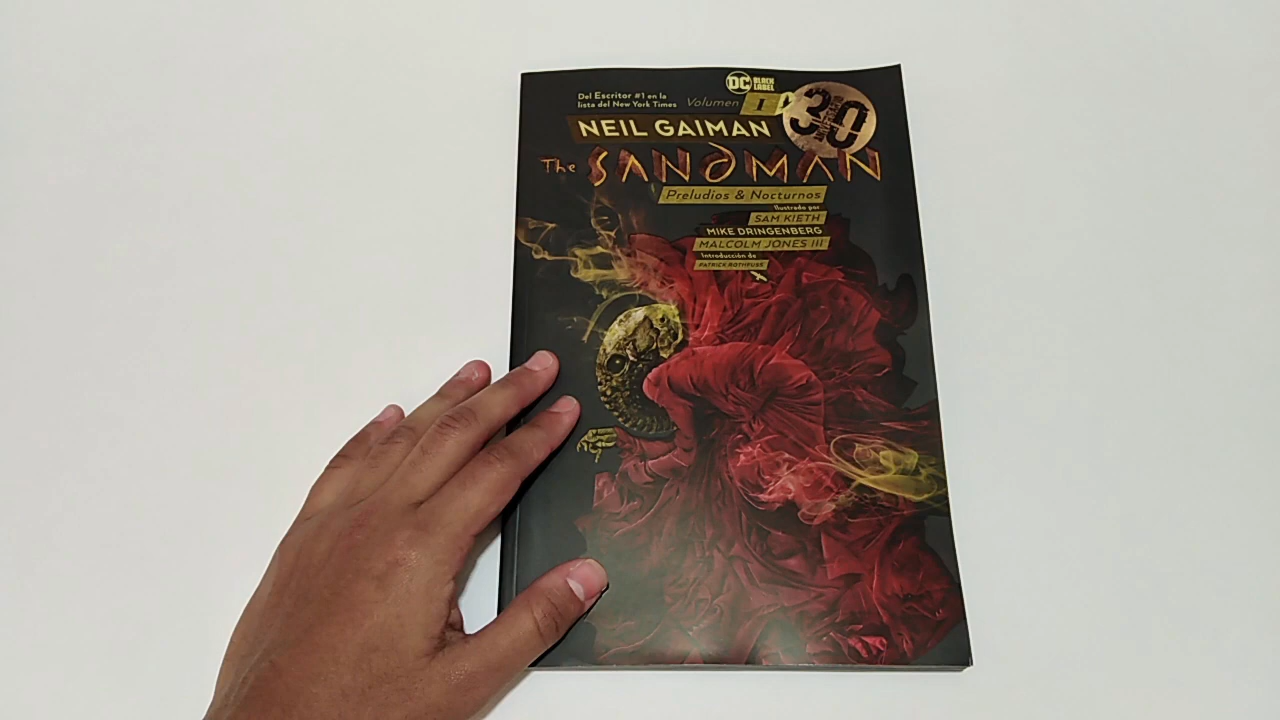 DC BLACK LABEL
Del Escritor #1 en la
lista del New York Times
Volumen I
30
NEIL GAIMAN
The SANDMAN
Preludios & Nocturnos
Ilustrado por
SAM KIETH
MIKE DRINGENBERG
MALCOLM JONES III
Introducción de
PATRICK ROTHFUSS